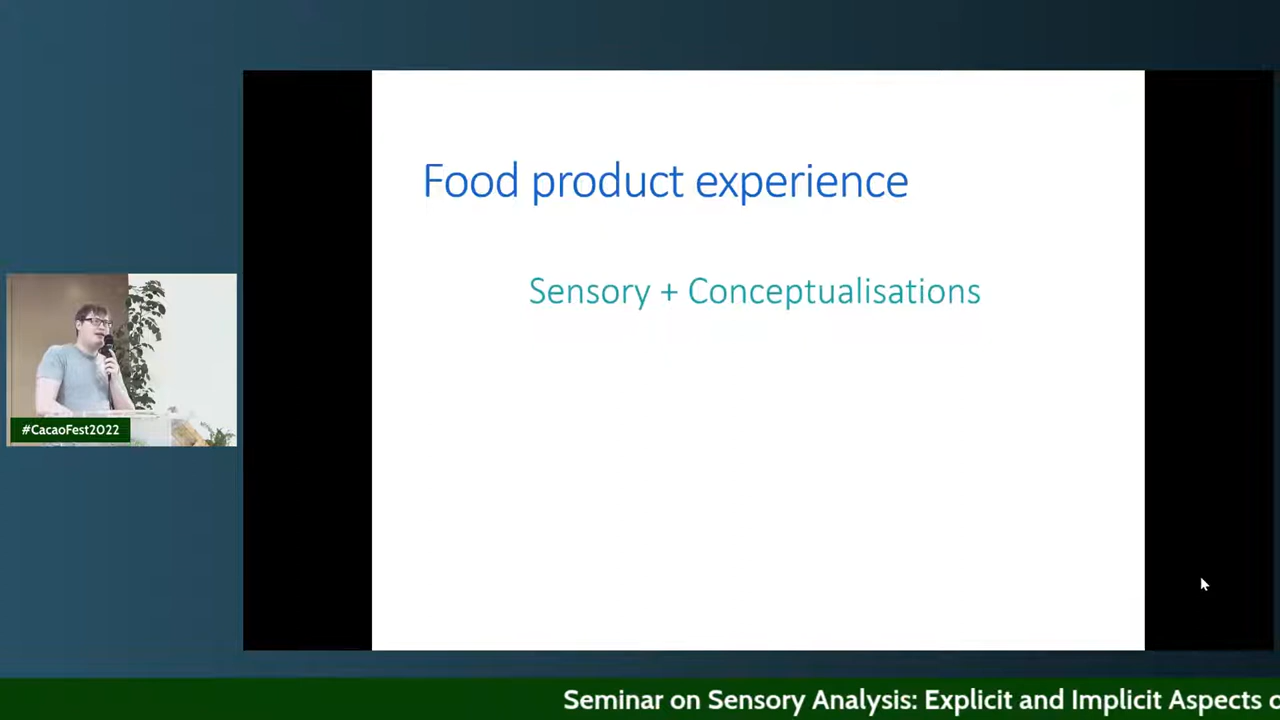 Food product experience
Sensory + Conceptualisations
#CacaoFest2022
Seminar on Sensory Analysis: Explicit and Implicit Aspects